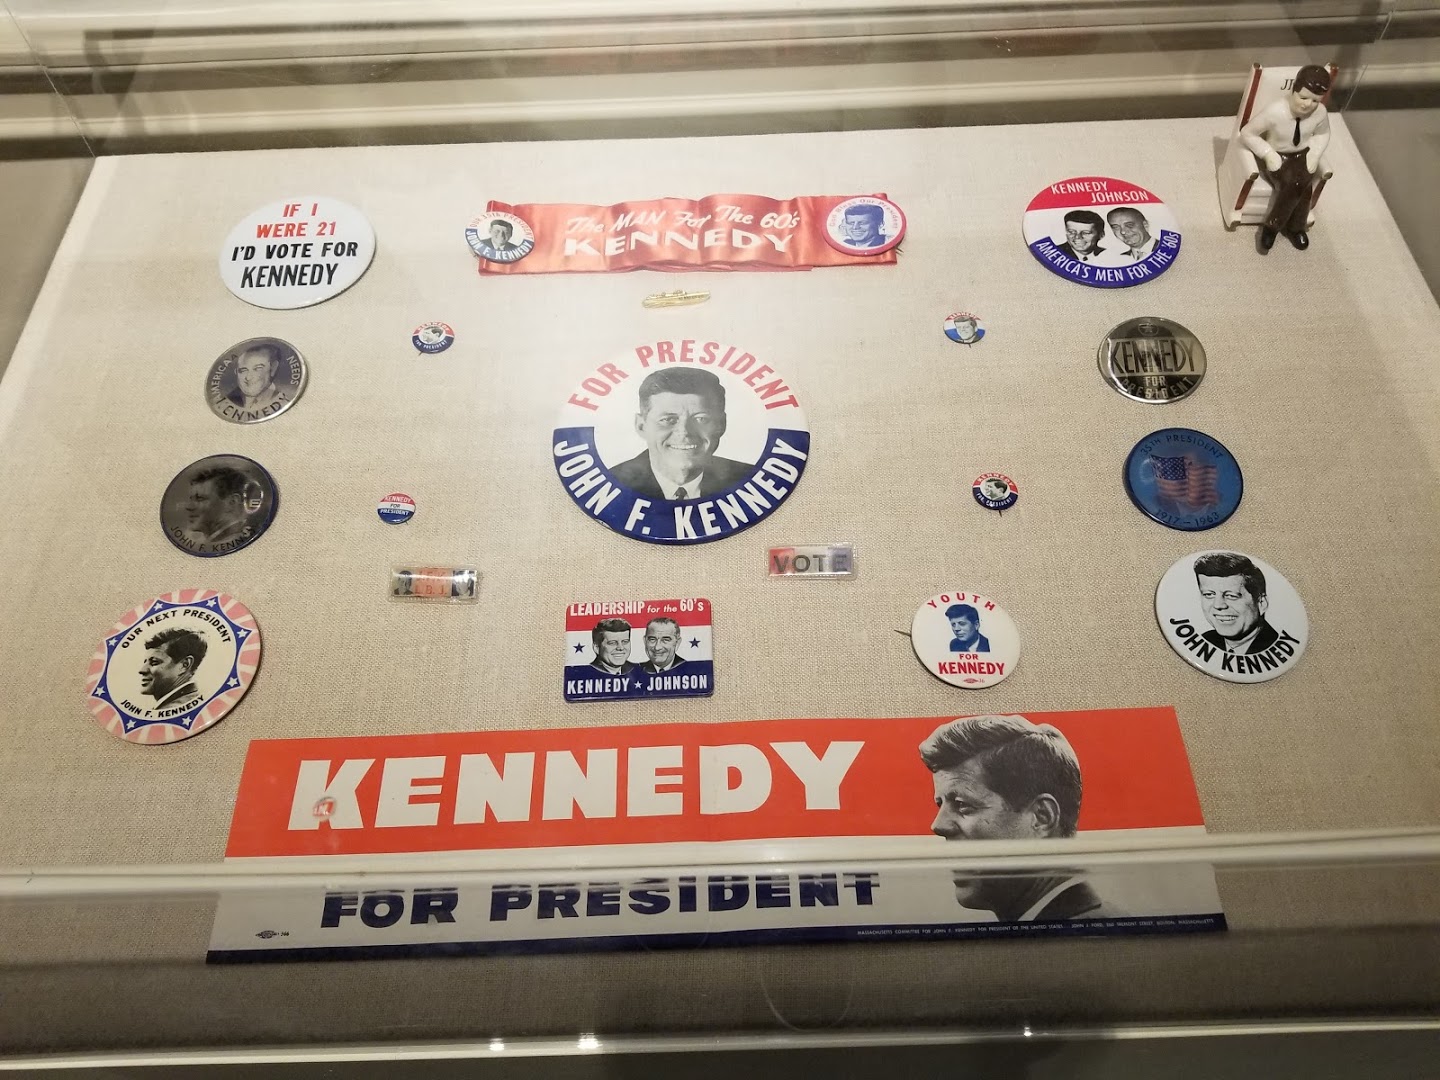 IF I
WERE 21
I'D VOTE FOR
KENNEDY
JOHN F. KENNEDY
The MAN For The 60's
KENNEDY
KENNEDY
JOHNSON
AMERICA'S MEN FOR THE '60s
AMERICA NEEDS
KENNEDY
FOR PRESIDENT
JOHN F. KENNEDY
KENNEDY
FOR
PRESIDENT
35TH PRESIDENT
1917-1963
JOHN F. KENNEDY
KENNEDY
FOR
PRESIDENT
VOTE
L.B.J.
OUR NEXT PRESIDENT
JOHN F. KENNEDY
LEADERSHIP for the 60's
KENNEDY ★ JOHNSON
YOUTH
FOR
KENNEDY
JOHN KENNEDY
KENNEDY
FOR PRESIDENT